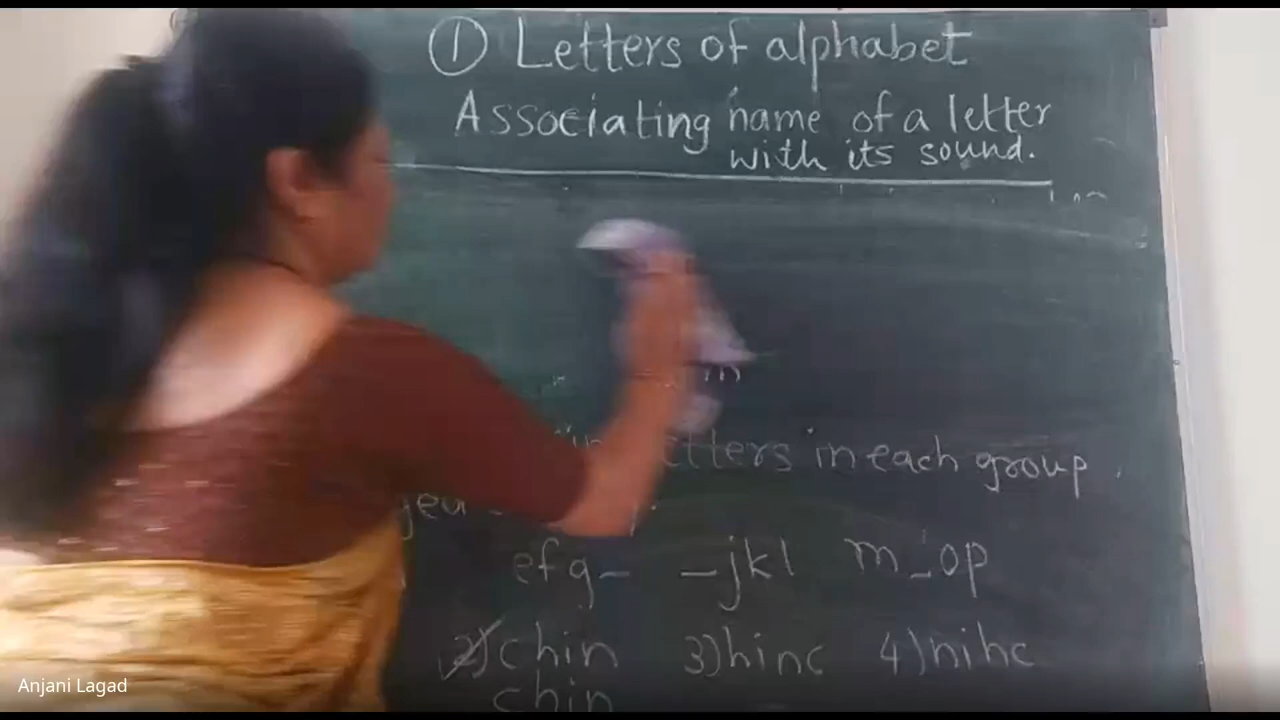 ① Letters of alphabet
Associating name of a letter
with its sound.
in each group.
efg_ _jkl m_op
2) chin 3) hinc 4) nihc
chin
Anjani Lagad